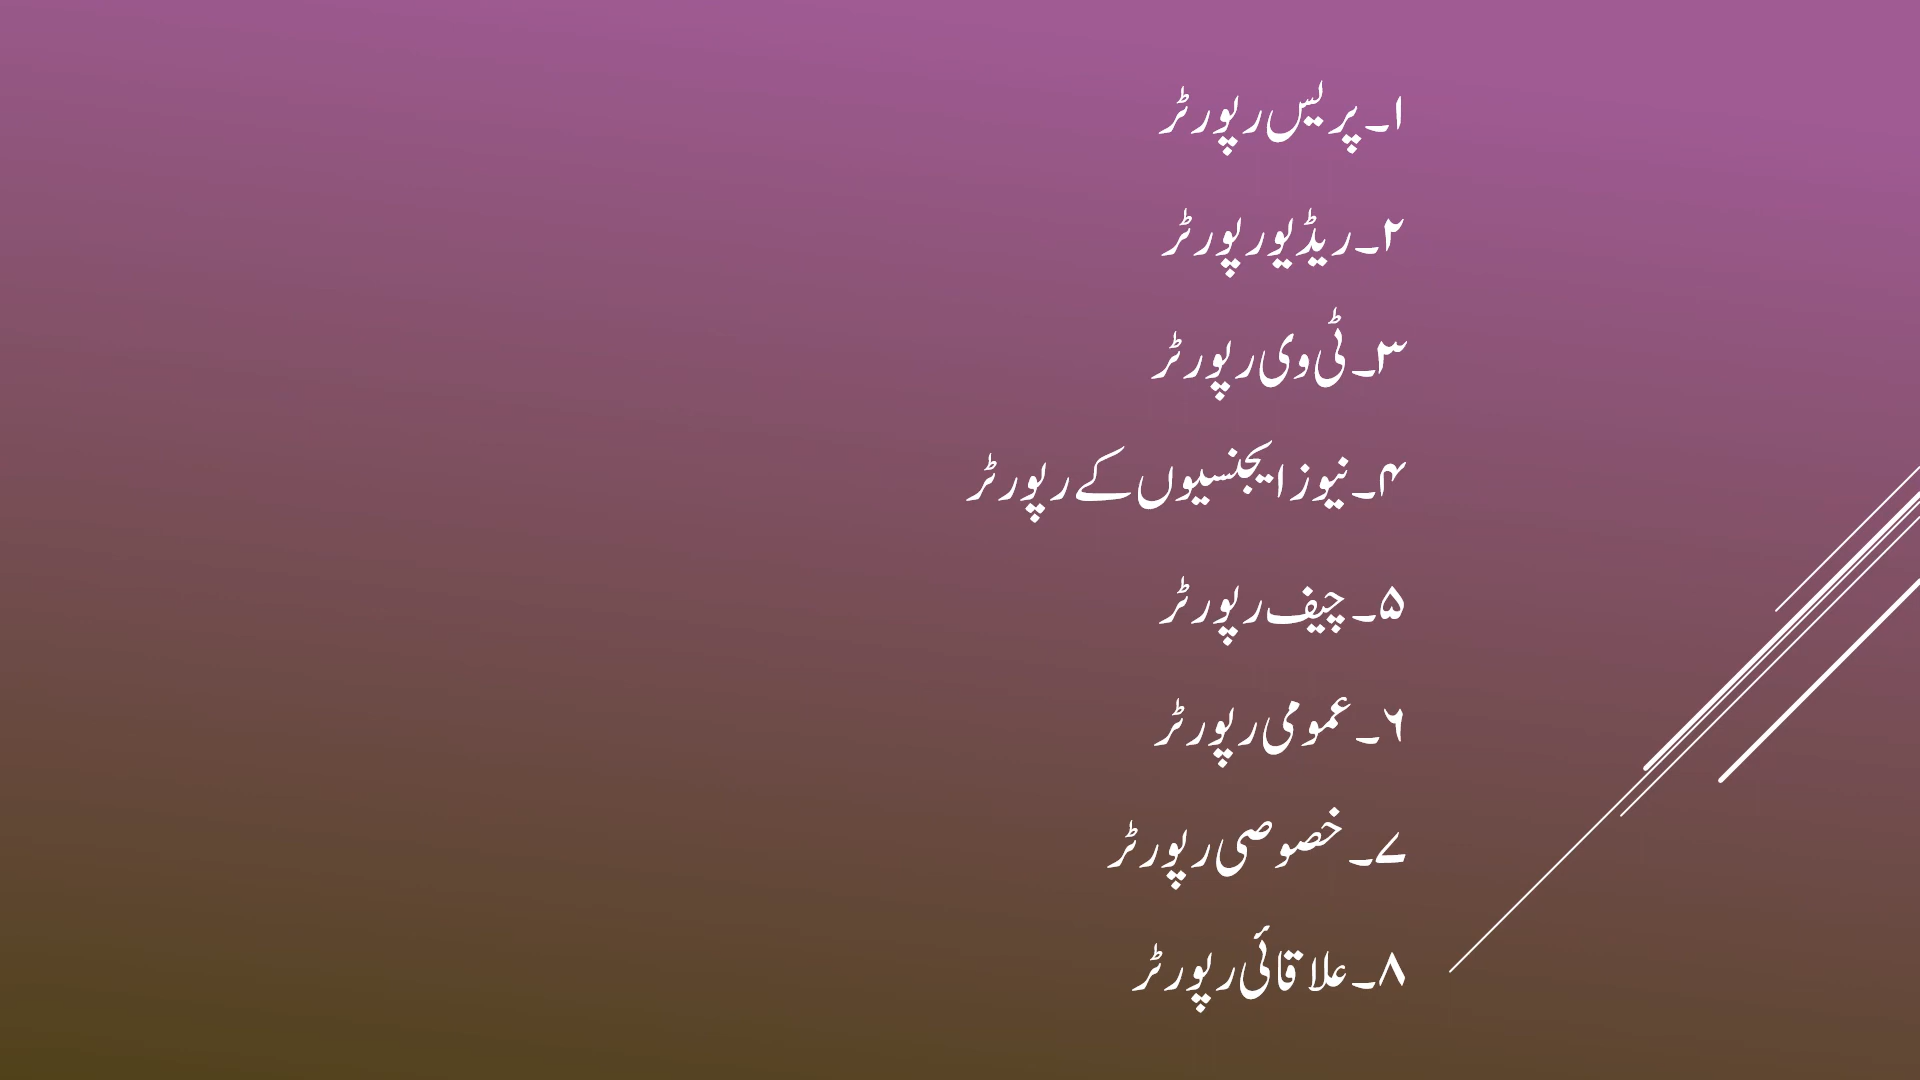 ۱۔پریس رپورٹر
۲۔ریڈیو رپورٹر
۳۔ٹی وی رپورٹر
۴۔نیوز ایجنسیوں کے رپورٹر
۵۔ چیف رپورٹر
۶۔ عمومی رپورٹر
۷۔ خصوصی رپورٹر
۸۔علاقائی رپورٹر